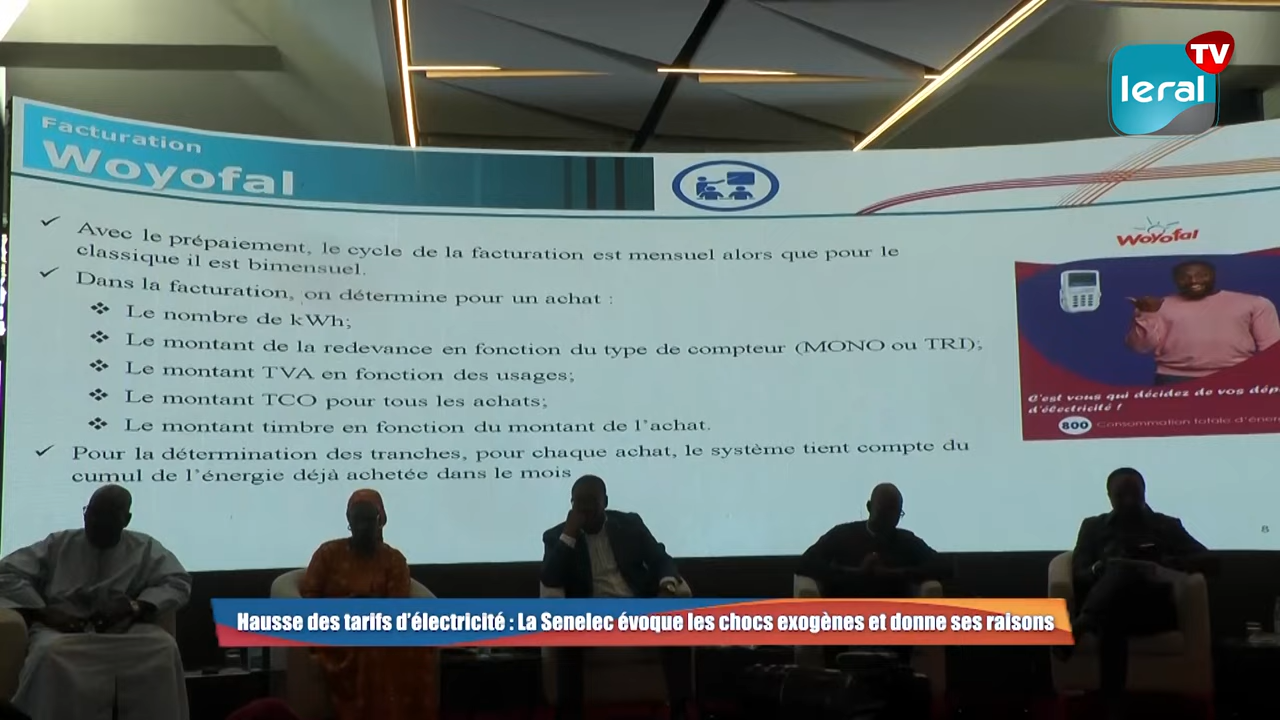 TV
leral
Facturation
Woyofal
Avec le prépaiement, le cycle de la facturation est mensuel alors que pour le
classique il est bimensuel.
Dans la facturation, on détermine pour un achat :
Le nombre de kWh;
Le montant de la redevance en fonction du type de compteur (MONO ou TRI);
Le montant TVA en fonction des usages;
Le montant TCO pour tous les achats;
Le montant timbre en fonction du montant de l'achat.
Pour la détermination des tranches, pour chaque achat, le système tient compte du
cumul de l'énergie déjà achetée dans le mois
Woyofal
C'est vous qui décidez de vos
d'électricité !
800 Consommation totale
8
Hausse des tarifs d'électricité : La Senelec évoque les chocs exogènes et donne ses raisons